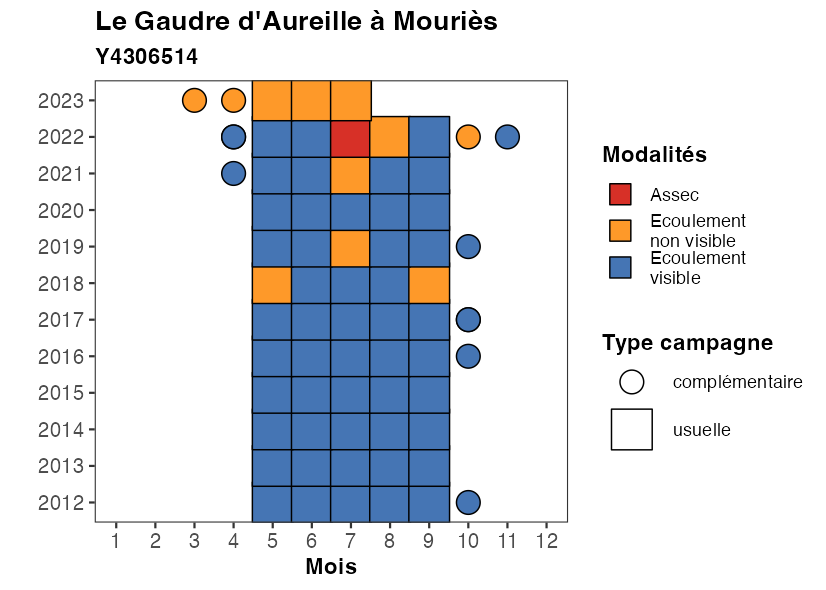 Le Gaudre d'Aureille à Mouriès
Y4306514
2023
2022
2021
2020
2019
2018
2017
2016
2015
2014
2013
2012
1 2 3 4 5 6 7 8 9 10 11 12
Mois
Modalités
Assec
Ecoulement
non visible
Ecoulement
visible
Type campagne
complémentaire
usuelle